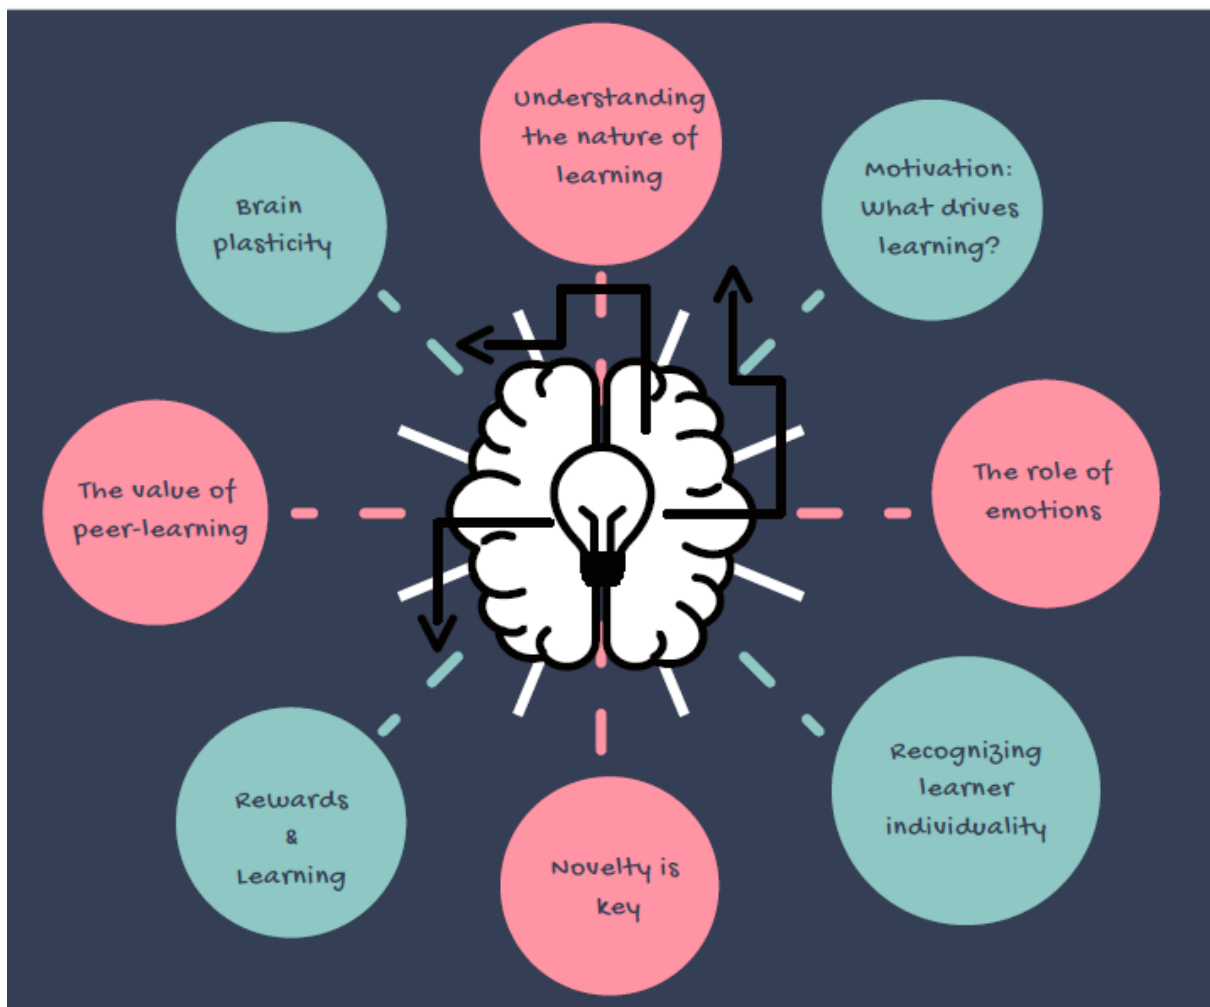 Understanding
the nature of
learning
Motivation:
What drives
learning?
Brain
plasticity
The role of
emotions
The value of
peer-learning
Recognizing
learner
individuality
Rewards
&
Learning
Novelty is
key